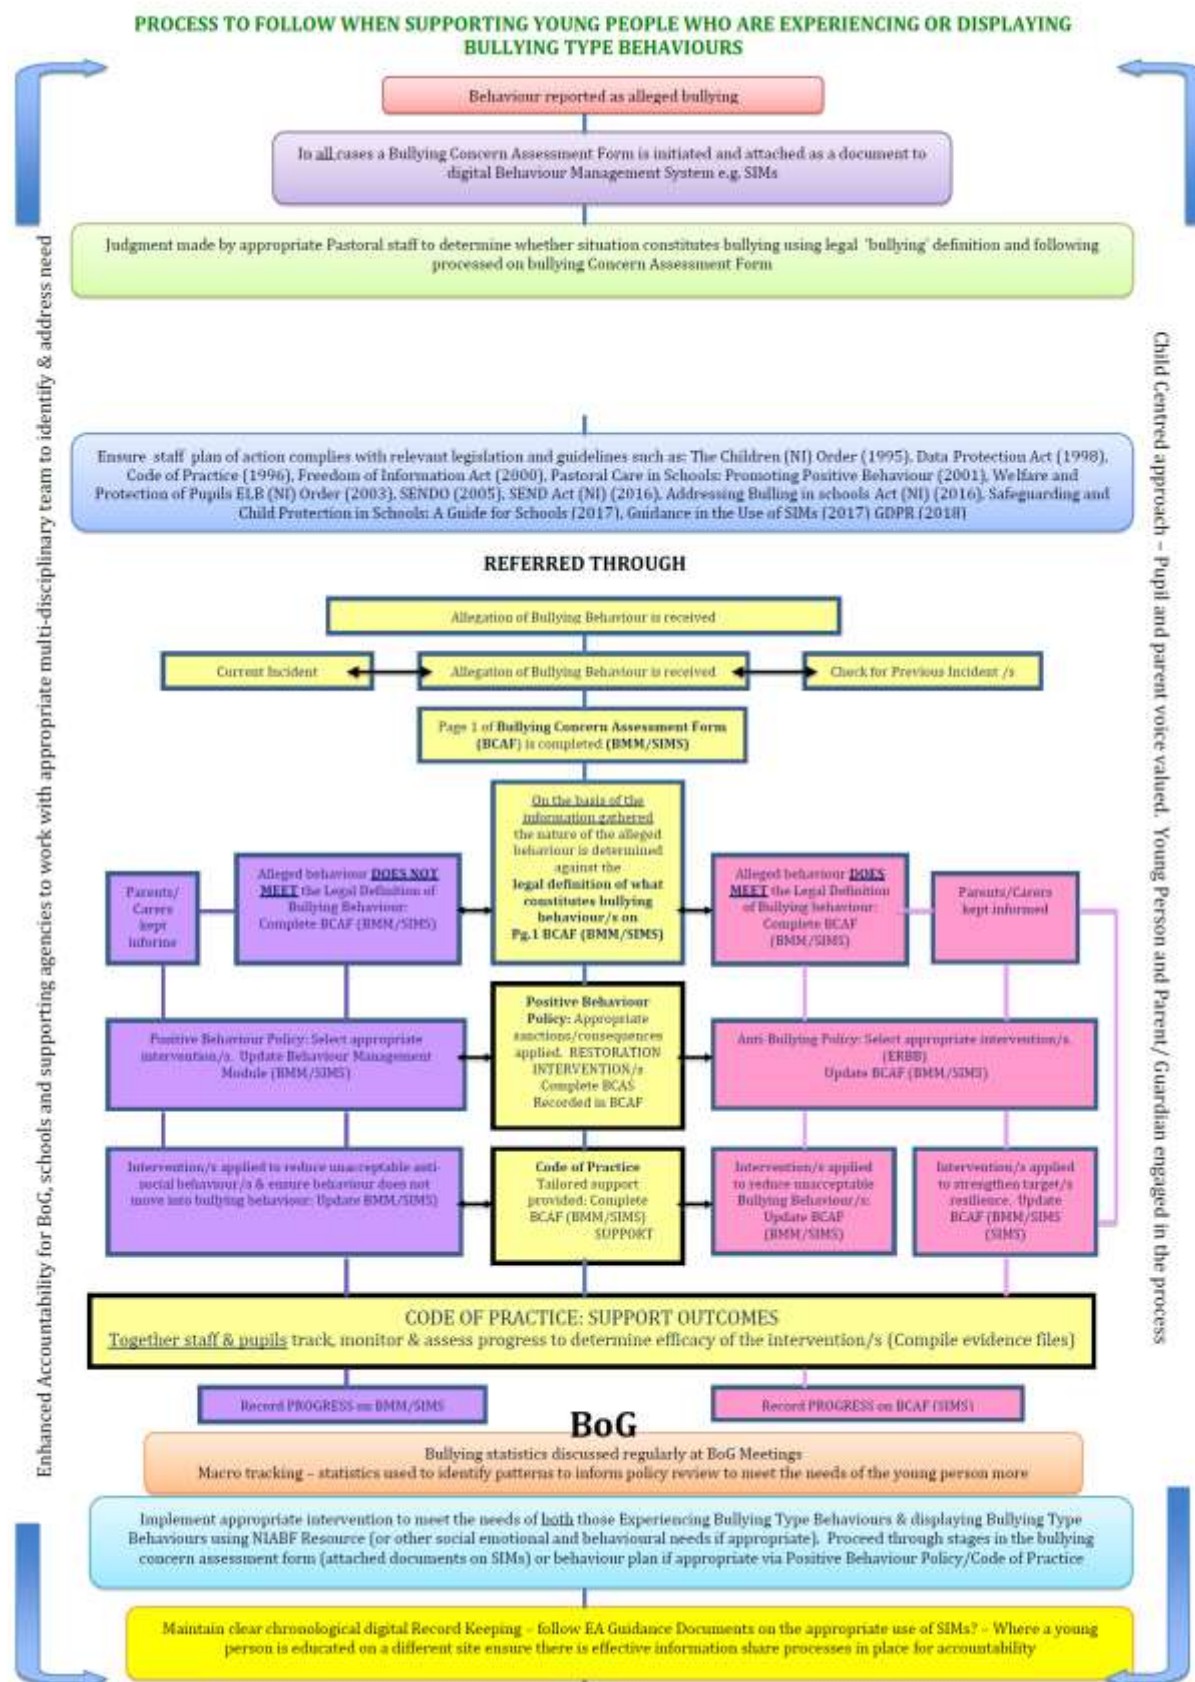 PROCESS TO FOLLOW WHEN SUPPORTING YOUNG PEOPLE WHO ARE EXPERIENCING OR DISPLAYING
BULLYING TYPE BEHAVIOURS
Behaviour reported as alleged bullying
In all cases a Bullying Concern Assessment Form is initiated and attached as a document to
digital Behaviour Management System e.g. SIMs
Judgment made by appropriate Pastoral staff to determine whether situation constitutes bullying using legal 'bullying' definition and following
processed on bullying Concern Assessment Form
Enhanced Accountability for BoG, schools and supporting agencies to work with appropriate multi-disciplinary team to identify & address need
Child Centred approach – Pupil and parent voice valued. Young Person and Parent/ Guardian engaged in the process
Ensure staff plan of action complies with relevant legislation and guidelines such as: The Children (NI) Order (1995), Data Protection Act (1998),
Code of Practice (1996), Freedom of Information Act (2000), Pastoral Care in Schools: Promoting Positive Behaviour (2001), Welfare and
Protection of Pupils ELB (NI) Order (2003), SENDO (2005), SEND Act (NI) (2016), Addressing Bulling in schools Act (NI) (2016), Safeguarding and
Child Protection in Schools: A Guide for Schools (2017), Guidance in the Use of SIMs (2017) GDPR (2018)
REFERRED THROUGH
Allegation of Bullying Behaviour is received
Current Incident
Allegation of Bullying Behaviour is received
Check for Previous Incident /s
Page 1 of Bullying Concern Assessment Form
(BCAF) is completed (BMM/SIMS)
Parents/
Carers
kept
informe
Alleged behaviour DOES NOT
MEET the Legal Definition of
Bullying Behaviour:
Complete BCAF (BMM/SIMS)
On the basis of the
information gathered
the nature of the alleged
behaviour is determined
against the
legal definition of what
constitutes bullying
behaviour/s on
Pg.1 BCAF (BMM/SIMS)
Alleged behaviour DOES
MEET the Legal Definition
of Bullying behaviour:
Complete BCAF
(BMM/SIMS)
Parents/Carers
kept informed
Positive Behaviour Policy: Select appropriate
intervention/s. Update Behaviour Management
Module (BMM/SIMS)
Positive Behaviour
Policy: Appropriate
sanctions/consequences
applied. RESTORATION
INTERVENTION/s
Complete BCAS
Recorded in BCAF
Anti-Bullying Policy: Select appropriate intervention/s.
(ERBB)
Update BCAF (BMM/SIMS)
Intervention/s applied to reduce unacceptable anti-
social behaviour/s & ensure behaviour does not
move into bullying behaviour: Update BMM/SIMS)
Code of Practice
Tailored support
provided: Complete
BCAF (BMM/SIMS)
SUPPORT
Intervention/s applied
to reduce unacceptable
Bullying Behaviour/s:
Update BCAF
(BMM/SIMS)
Intervention/s applied
to strengthen target/s
resilience. Update
BCAF (BMM/SIMS
(SIMS)
CODE OF PRACTICE: SUPPORT OUTCOMES
Together staff & pupils track, monitor & assess progress to determine efficacy of the intervention/s (Compile evidence files)
Record PROGRESS on BMM/SIMS
Record PROGRESS on BCAF (SIMS)
BoG
Bullying statistics discussed regularly at BoG Meetings
Macro tracking – statistics used to identify patterns to inform policy review to meet the needs of the young person more
Implement appropriate intervention to meet the needs of both those Experiencing Bullying Type Behaviours & displaying Bullying Type
Behaviours using NIABF Resource (or other social emotional and behavioural needs if appropriate). Proceed through stages in the bullying
concern assessment form (attached documents on SIMs) or behaviour plan if appropriate via Positive Behaviour Policy/Code of Practice
Maintain clear chronological digital Record Keeping – follow EA Guidance Documents on the appropriate use of SIMs? – Where a young
person is educated on a different site ensure there is effective information share processes in place for accountability